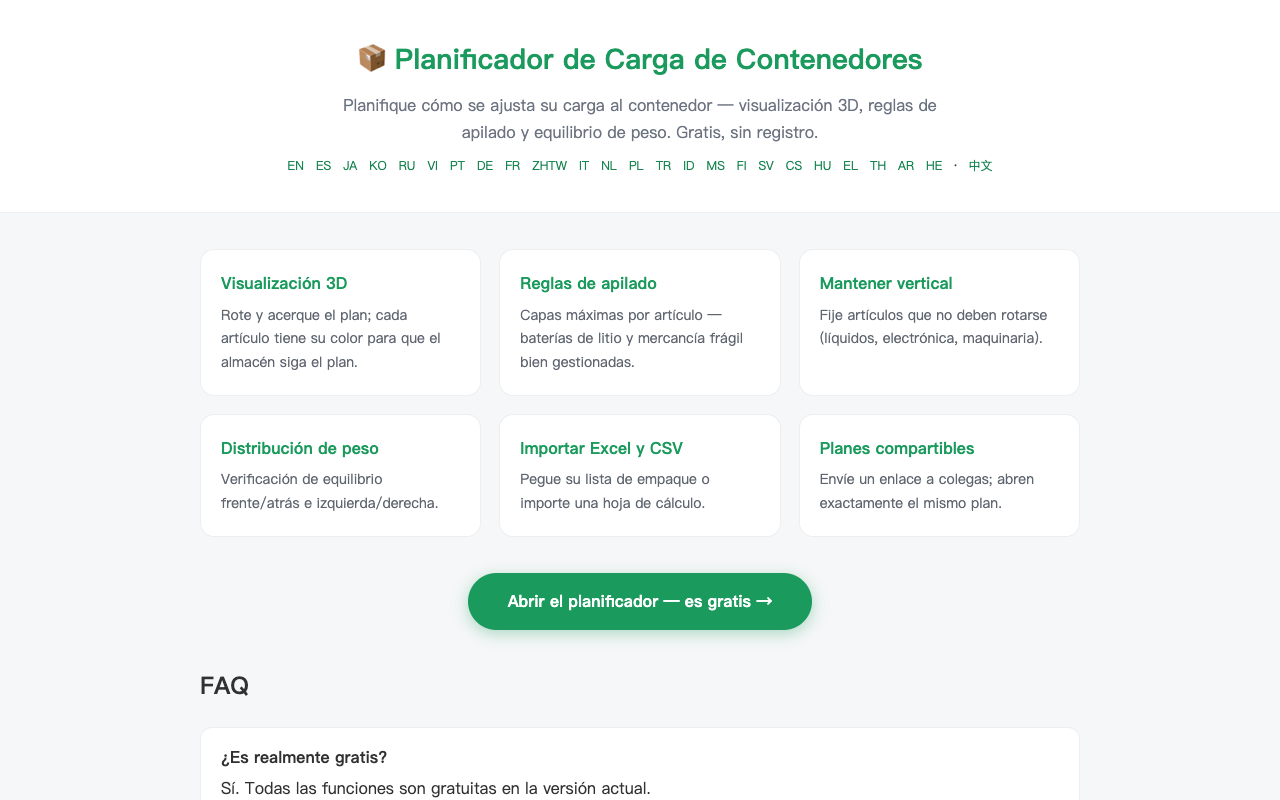 📦 Planificador de Carga de Contenedores
Planifique cómo se ajusta su carga al contenedor — visualización 3D, reglas de
apilado y equilibrio de peso. Gratis, sin registro.
EN ES JA KO RU VI PT DE FR ZHTW IT NL PL TR ID MS FI SV CS HU EL TH AR HE · 中文
Visualización 3D
Rote y acerque el plan; cada
artículo tiene su color para que el
almacén siga el plan.
Reglas de apilado
Capas máximas por artículo —
baterías de litio y mercancía frágil
bien gestionadas.
Mantener vertical
Fije artículos que no deben rotarse
(líquidos, electrónica, maquinaria).
Distribución de peso
Verificación de equilibrio
frente/atrás e izquierda/derecha.
Importar Excel y CSV
Pegue su lista de empaque o
importe una hoja de cálculo.
Planes compartibles
Envíe un enlace a colegas; abren
exactamente el mismo plan.
Abrir el planificador — es gratis →
FAQ
¿Es realmente gratis?
Sí. Todas las funciones son gratuitas en la versión actual.